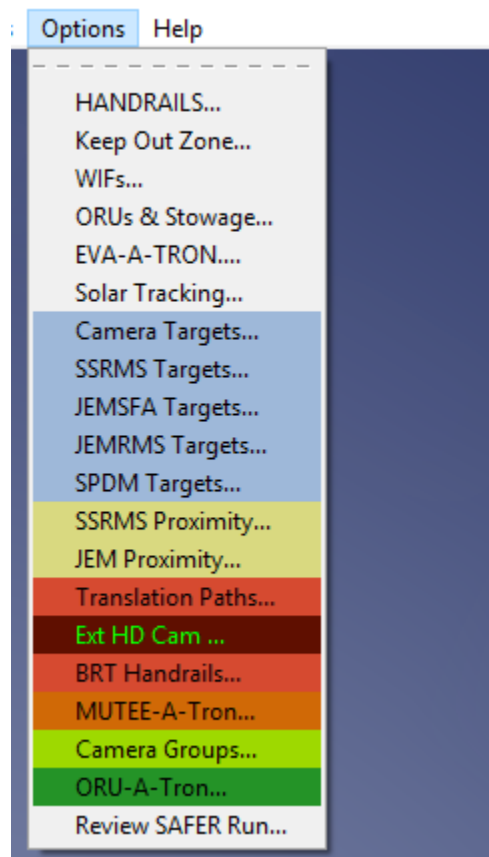 Options Help
HANDRAILS...
Keep Out Zone...
WIFs...
ORUs & Stowage...
EVA-A-TRON....
Solar Tracking...
Camera Targets...
SSRMS Targets...
JEMSFA Targets...
JEMRMS Targets...
SPDM Targets...
SSRMS Proximity...
JEM Proximity...
Translation Paths...
Ext HD Cam ...
BRT Handrails...
MUTEE-A-Tron...
Camera Groups...
ORU-A-Tron...
Review SAFER Run...